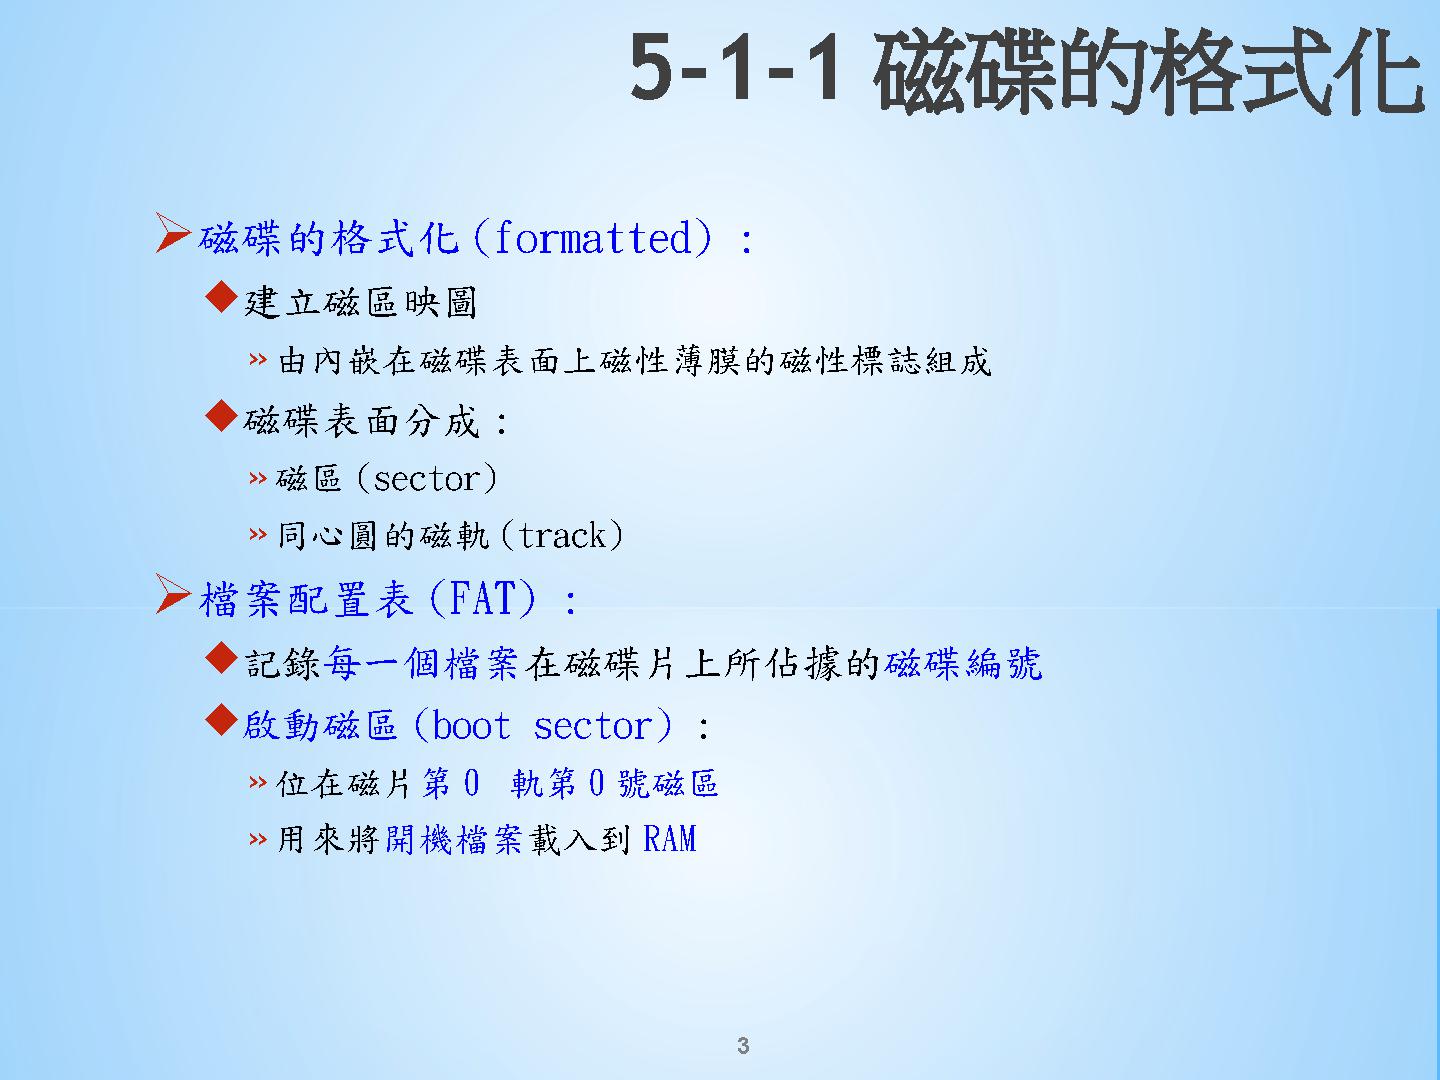 5-1-1 磁碟的格式化
磁碟的格式化(formatted)：
建立磁區映圖
» 由內嵌在磁碟表面上磁性薄膜的磁性標誌組成
磁碟表面分成：
» 磁區(sector)
» 同心圓的磁軌(track)
檔案配置表(FAT)：
記錄每一個檔案在磁碟片上所佔據的磁碟編號
啟動磁區(boot sector)：
» 位在磁片第0 軌第0號磁區
» 用來將開機檔案載入到RAM
3